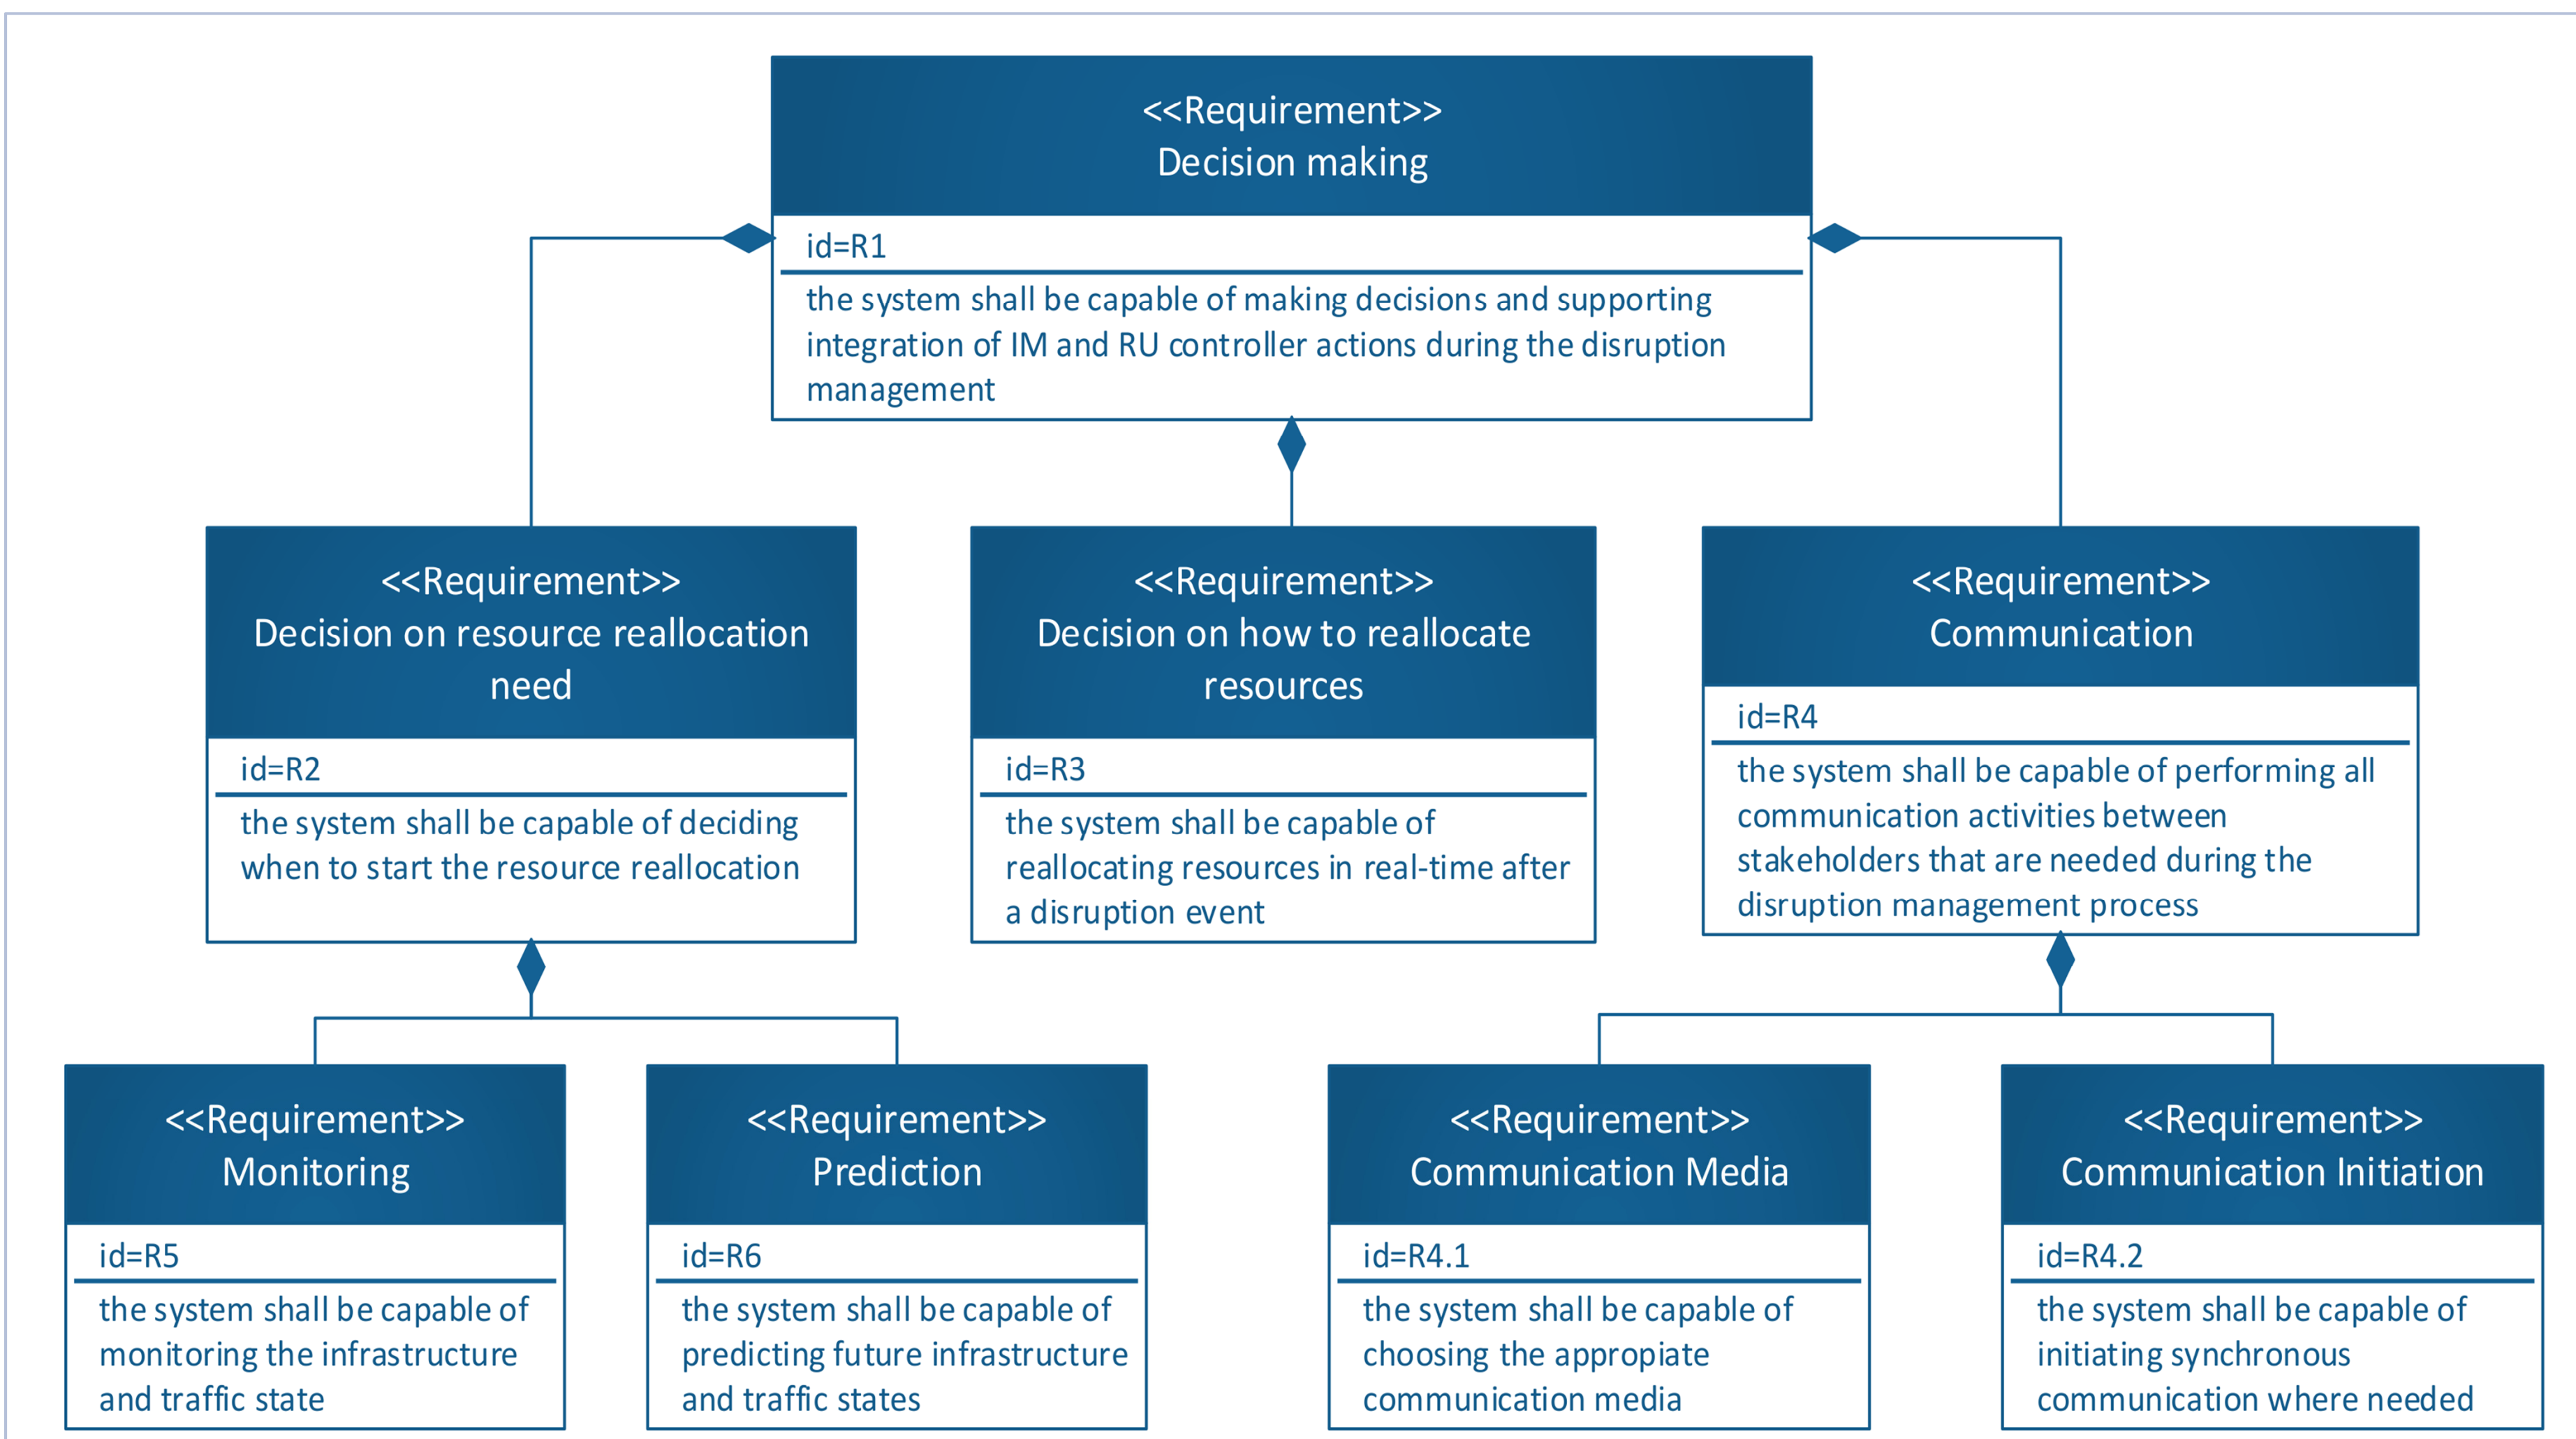 <<Requirement>>
Decision making
id=R1
the system shall be capable of making decisions and supporting
integration of IM and RU controller actions during the disruption
management
<<Requirement>>
Decision on resource reallocation
need
id=R2
the system shall be capable of deciding
when to start the resource reallocation
<<Requirement>>
Decision on how to reallocate
resources
id=R3
the system shall be capable of
reallocating resources in real-time after
a disruption event
<<Requirement>>
Communication
id=R4
the system shall be capable of performing all
communication activities between
stakeholders that are needed during the
disruption management process
<<Requirement>>
Monitoring
id=R5
the system shall be capable of
monitoring the infrastructure
and traffic state
<<Requirement>>
Prediction
id=R6
the system shall be capable of
predicting future infrastructure
and traffic states
<<Requirement>>
Communication Media
id=R4.1
the system shall be capable of
choosing the appropiate
communication media
<<Requirement>>
Communication Initiation
id=R4.2
the system shall be capable of
initiating synchronous
communication where needed